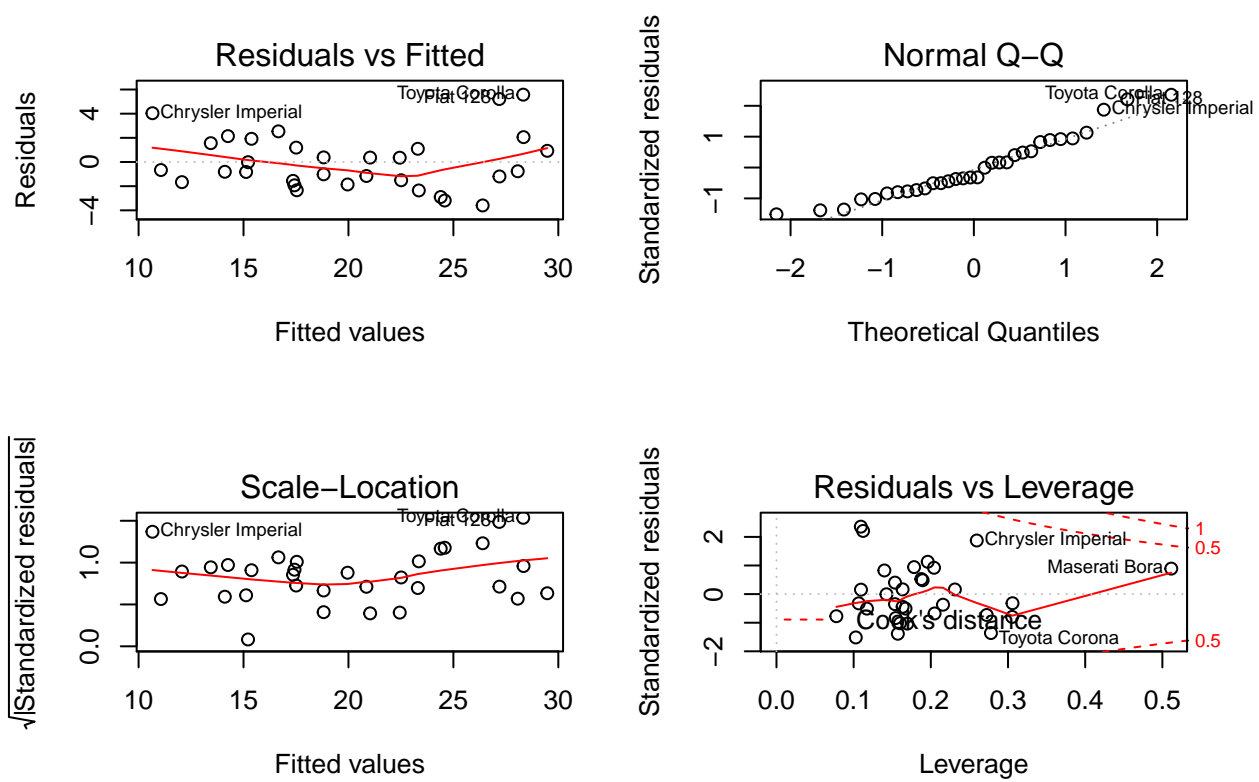 Residuals vs Fitted
Residuals
4
0
−4
Toyota Corolla
Fiat 128
Chrysler Imperial
10 15 20 25 30
Fitted values
Normal Q−Q
Standardized residuals
1
−1
Toyota Corolla
Fiat 128
Chrysler Imperial
−2 −1 0 1 2
Theoretical Quantiles
Scale−Location
√|Standardized residuals|
1.0
0.0
Toyota Corolla
Fiat 128
Chrysler Imperial
10 15 20 25 30
Fitted values
Residuals vs Leverage
Standardized residuals
2
0
−2
1
0.5
0.5
Chrysler Imperial
Maserati Bora
Cook's distance
Toyota Corona
0.0 0.1 0.2 0.3 0.4 0.5
Leverage